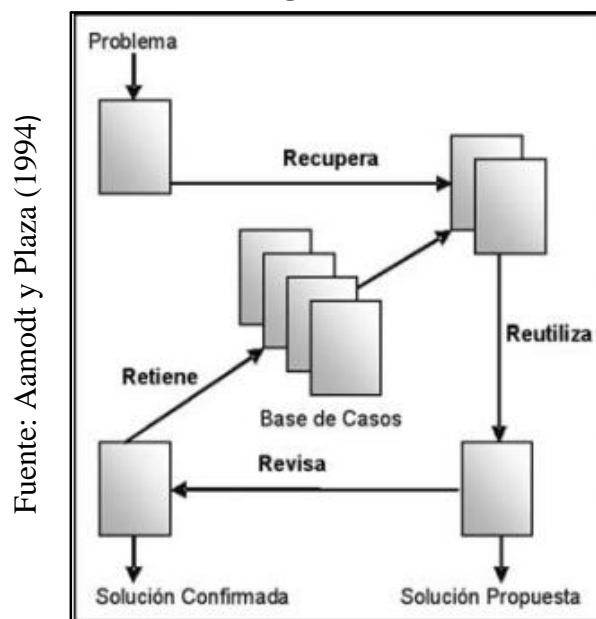 Fuente: Aamodt y Plaza (1994)
Problema
Recupera
Reutiliza
Retiene
Base de Casos
Revisa
Solución Confirmada
Solución Propuesta